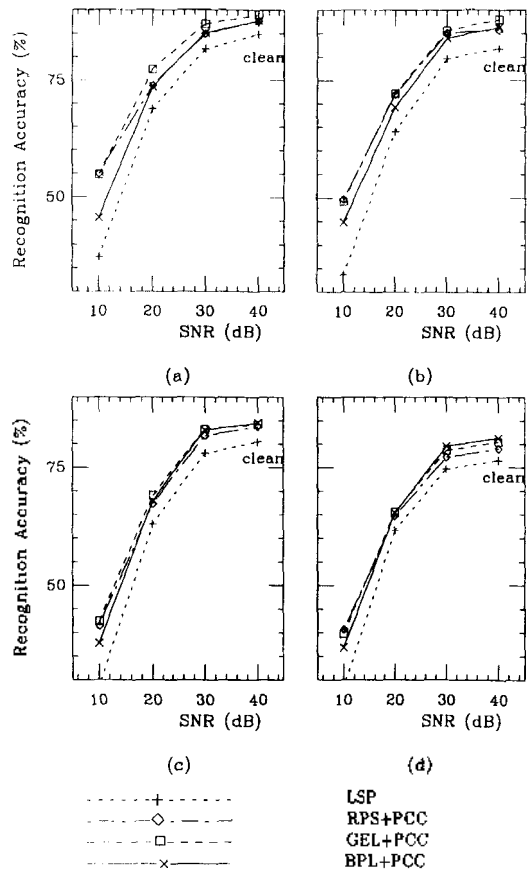 Recognition Accuracy (%)
75
50
clean
10 20 30 40
SNR (dB)
(a)
clean
10 20 30 40
SNR (dB)
(b)
Recognition Accuracy (%)
75
50
clean
10 20 30 40
SNR (dB)
(c)
clean
10 20 30 40
SNR (dB)
(d)
LSP
RPS+PCC
GEL+PCC
BPL+PCC